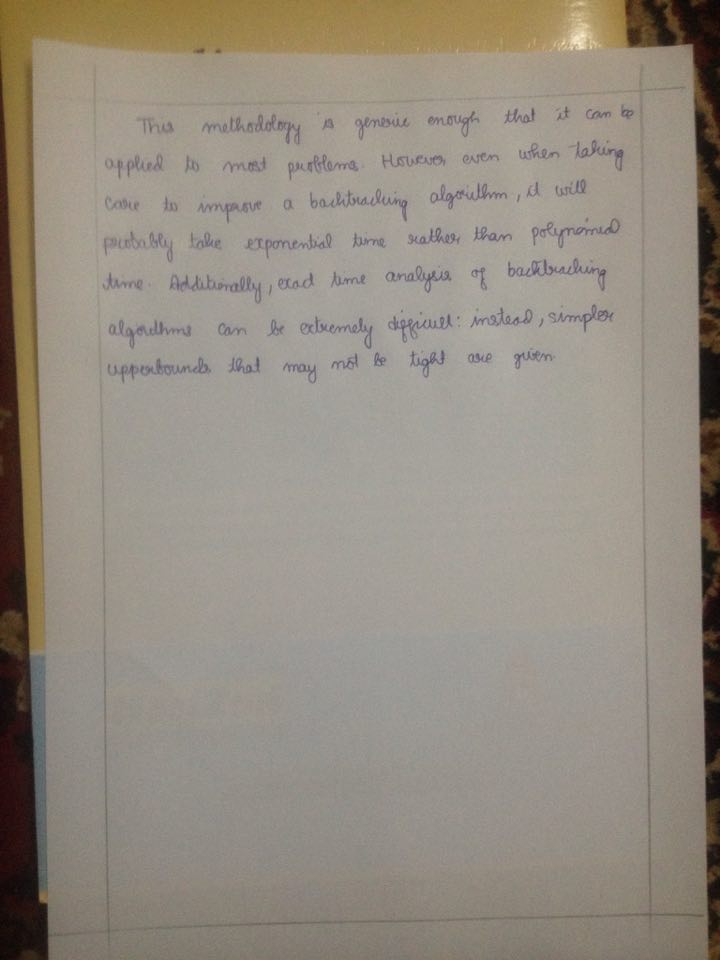 This methodology is generic enough that it can be
applied to most problems. However even when taking
care to improve a backtracking algorithm, it will
probably take exponential time rather than polynomial
time. Additionally, exact time analysis of backtracking
algorithms can be extremely difficult: instead, simpler
upperbounds that may not be tight are given.